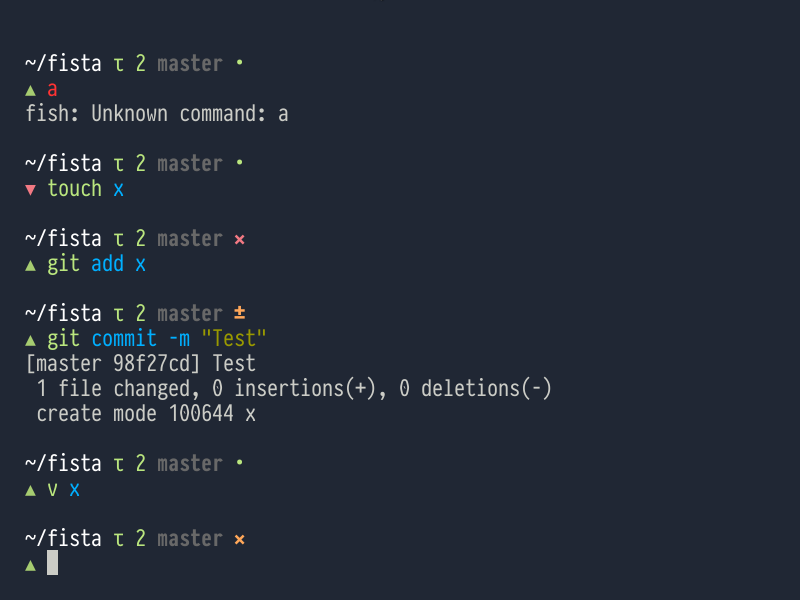 ~/fista τ 2 master •
▲ a
fish: Unknown command: a
~/fista τ 2 master •
▼ touch x
~/fista τ 2 master ×
▲ git add x
~/fista τ 2 master ±
▲ git commit -m "Test"
[master 98f27cd] Test
 1 file changed, 0 insertions(+), 0 deletions(-)
 create mode 100644 x
~/fista τ 2 master •
▲ v x
~/fista τ 2 master ×
▲